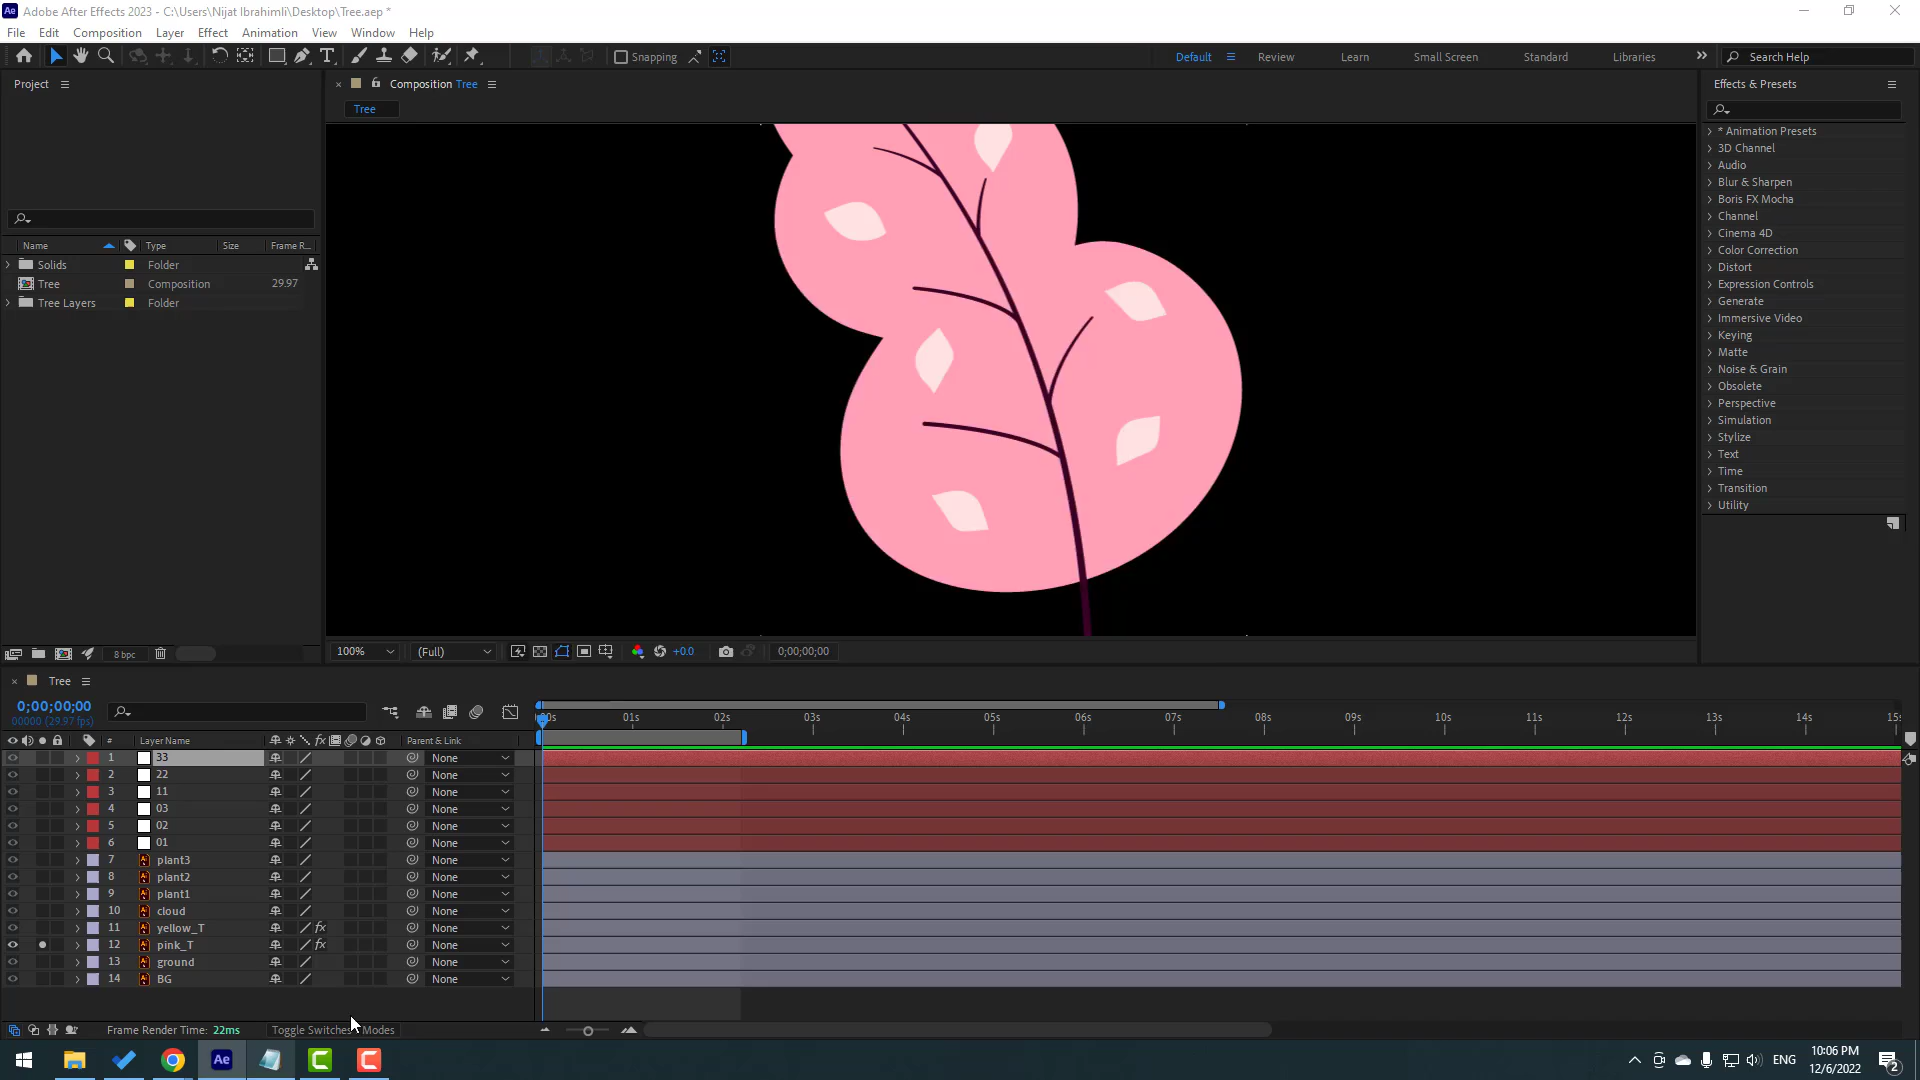 Ae Adobe After Effects 2023 - C:\Users\Nijat Ibrahimli\Desktop\Tree.aep *
File Edit Composition Layer Effect Animation View Window Help
Snapping Default Review Learn Small Screen Standard Libraries Search Help
Project
Composition Tree
Effects & Presets
Tree
Name Type Size Frame R...
Solids Folder
Tree Composition 29.97
Tree Layers Folder
* Animation Presets
3D Channel
Audio
Blur & Sharpen
Boris FX Mocha
Channel
Cinema 4D
Color Correction
Distort
Expression Controls
Generate
Immersive Video
Keying
Matte
Noise & Grain
Obsolete
Perspective
Simulation
Stylize
Text
Time
Transition
Utility
8 bpc
100% (Full) +0.0 0;00;00;00
Tree
0;00;00;00
00000 (29.97 fps)
01s 02s 03s 04s 05s 06s 07s 08s 09s 10s 11s 12s 13s 14s 15s
# Layer Name fx Parent & Link
1 33 None
2 22 None
3 11 None
4 03 None
5 02 None
6 01 None
7 plant3 None
8 plant2 None
9 plant1 None
10 cloud None
11 yellow_T fx None
12 pink_T fx None
13 ground None
14 BG None
Frame Render Time: 22ms Toggle Switches Modes
Ae
ENG
10:06 PM
12/6/2022
2